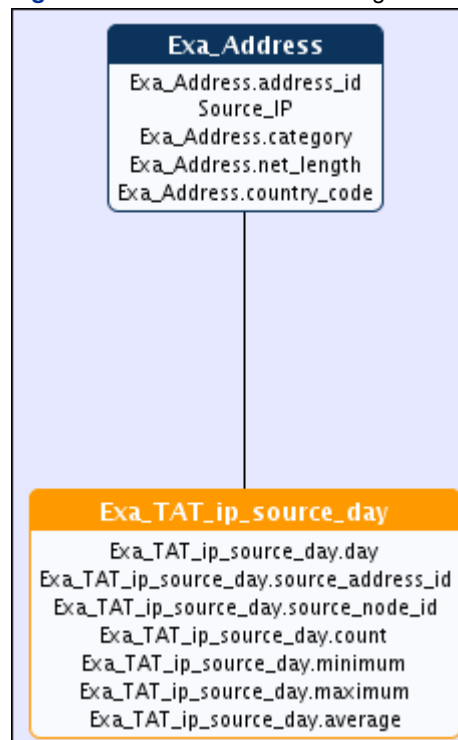 Exa_Address
Exa_Address.address_id
Source_IP
Exa_Address.category
Exa_Address.net_length
Exa_Address.country_code
Exa_TAT_ip_source_day
Exa_TAT_ip_source_day.day
Exa_TAT_ip_source_day.source_address_id
Exa_TAT_ip_source_day.source_node_id
Exa_TAT_ip_source_day.count
Exa_TAT_ip_source_day.minimum
Exa_TAT_ip_source_day.maximum
Exa_TAT_ip_source_day.average